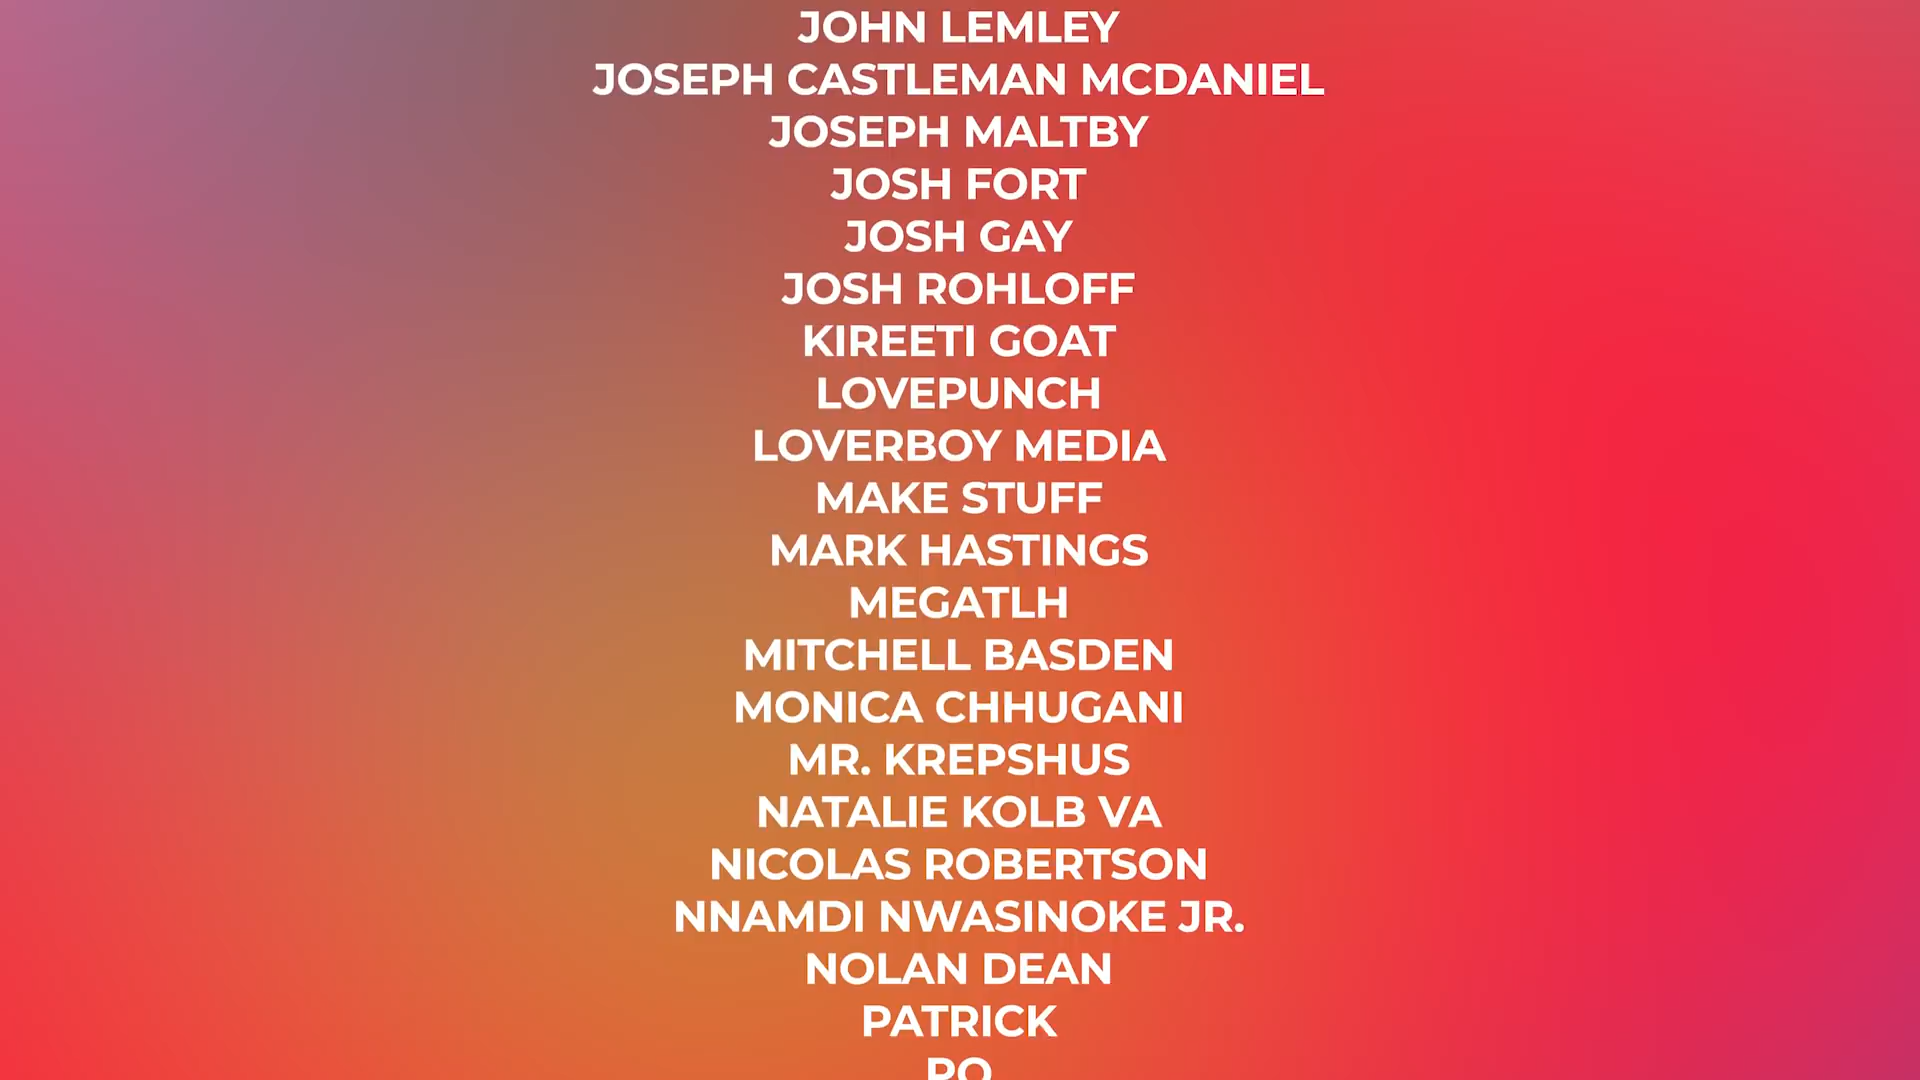 JOHN LEMLEY
JOSEPH CASTLEMAN MCDANIEL
JOSEPH MALTBY
JOSH FORT
JOSH GAY
JOSH ROHLOFF
KIREETI GOAT
LOVEPUNCH
LOVERBOY MEDIA
MAKE STUFF
MARK HASTINGS
MEGATLH
MITCHELL BASDEN
MONICA CHHUGANI
MR. KREPSHUS
NATALIE KOLB VA
NICOLAS ROBERTSON
NNAMDI NWASINOKE JR.
NOLAN DEAN
PATRICK